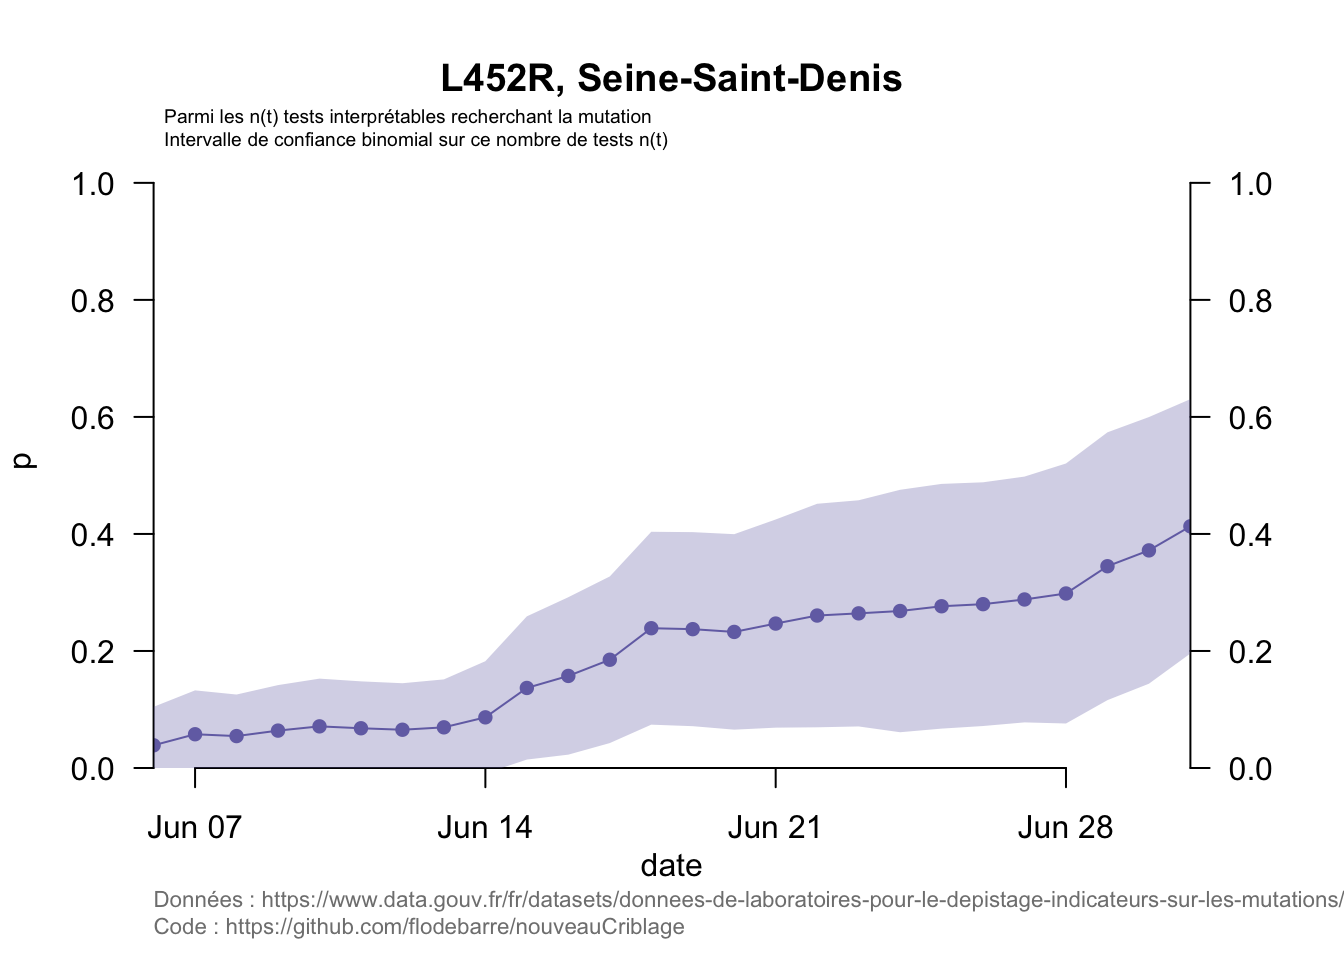 L452R, Seine-Saint-Denis
Parmi les n(t) tests interprétables recherchant la mutation
Intervalle de confiance binomial sur ce nombre de tests n(t)
1.0
0.8
0.6
0.4
0.2
0.0
p
1.0
0.8
0.6
0.4
0.2
0.0
Jun 07 Jun 14 Jun 21 Jun 28
date
Données : https://www.data.gouv.fr/fr/datasets/donnees-de-laboratoires-pour-le-depistage-indicateurs-sur-les-mutations/
Code : https://github.com/flodebarre/nouveauCriblage